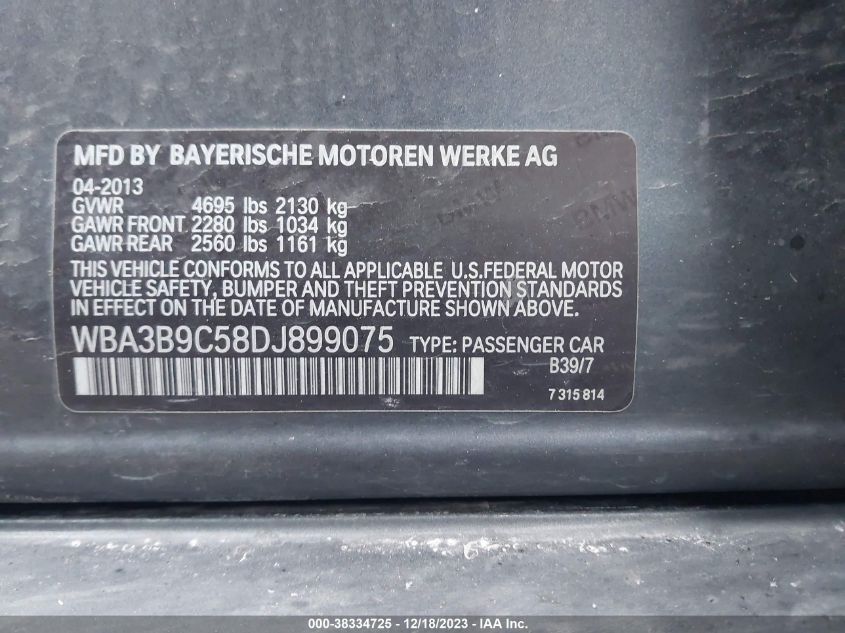 MFD BY BAYERISCHE MOTOREN WERKE AG
04-2013
GVWR 4695 lbs 2130 kg
GAWR FRONT 2280 lbs 1034 kg
GAWR REAR 2560 lbs 1161 kg
THIS VEHICLE CONFORMS TO ALL APPLICABLE U.S.FEDERAL MOTOR
VEHICLE SAFETY, BUMPER AND THEFT PREVENTION STANDARDS
IN EFFECT ON THE DATE OF MANUFACTURE SHOWN ABOVE.
WBA3B9C58DJ899075 TYPE: PASSENGER CAR
B39/7
7 315 814
BMW
000-38334725 - 12/18/2023 - IAA Inc.